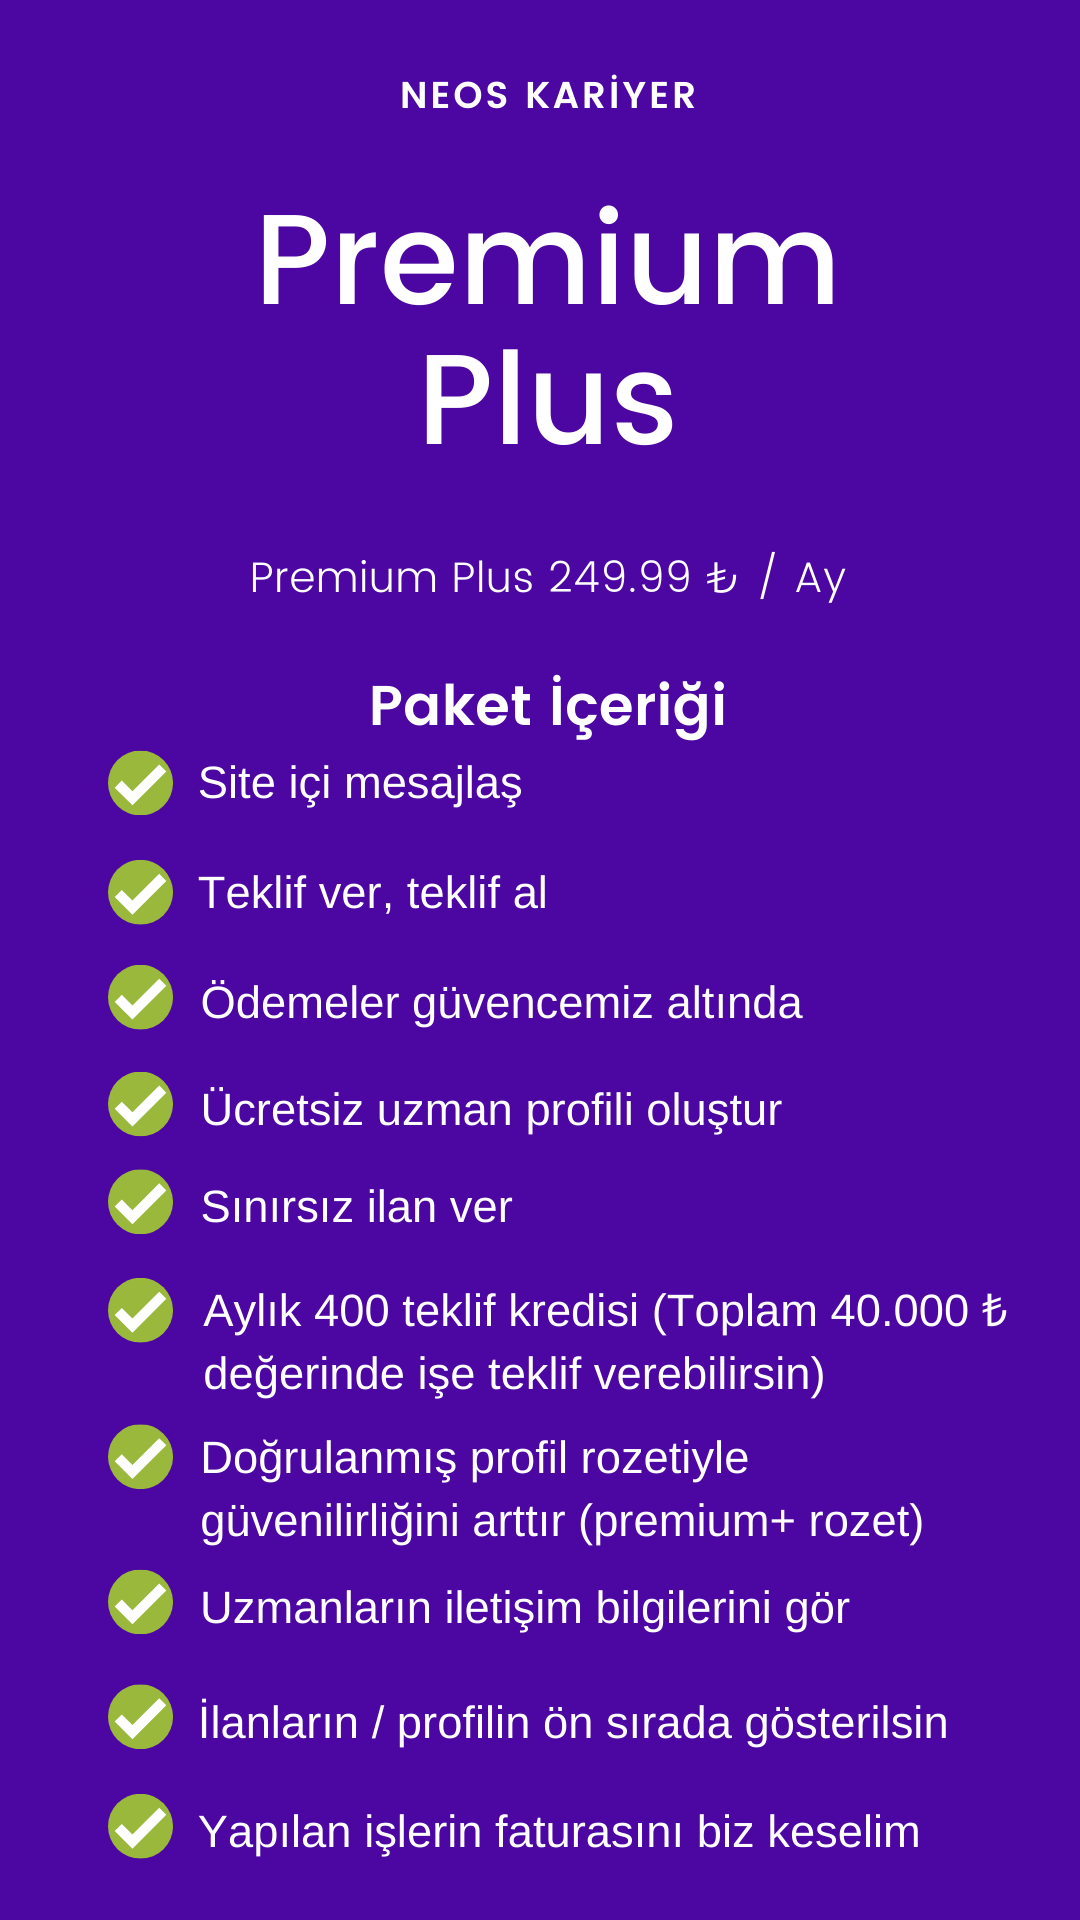 NEOS KARİYER
Premium
Plus
Premium Plus 249.99 ₺ / Ay
Paket İçeriği
Site içi mesajlaş
Teklif ver, teklif al
Ödemeler güvencemiz altında
Ücretsiz uzman profili oluştur
Sınırsız ilan ver
Aylık 400 teklif kredisi (Toplam 40.000 ₺
değerinde işe teklif verebilirsin)
Doğrulanmış profil rozetiyle
güvenilirliğini arttır (premium+ rozet)
Uzmanların iletişim bilgilerini gör
İlanların / profilin ön sırada gösterilsin
Yapılan işlerin faturasını biz keselim